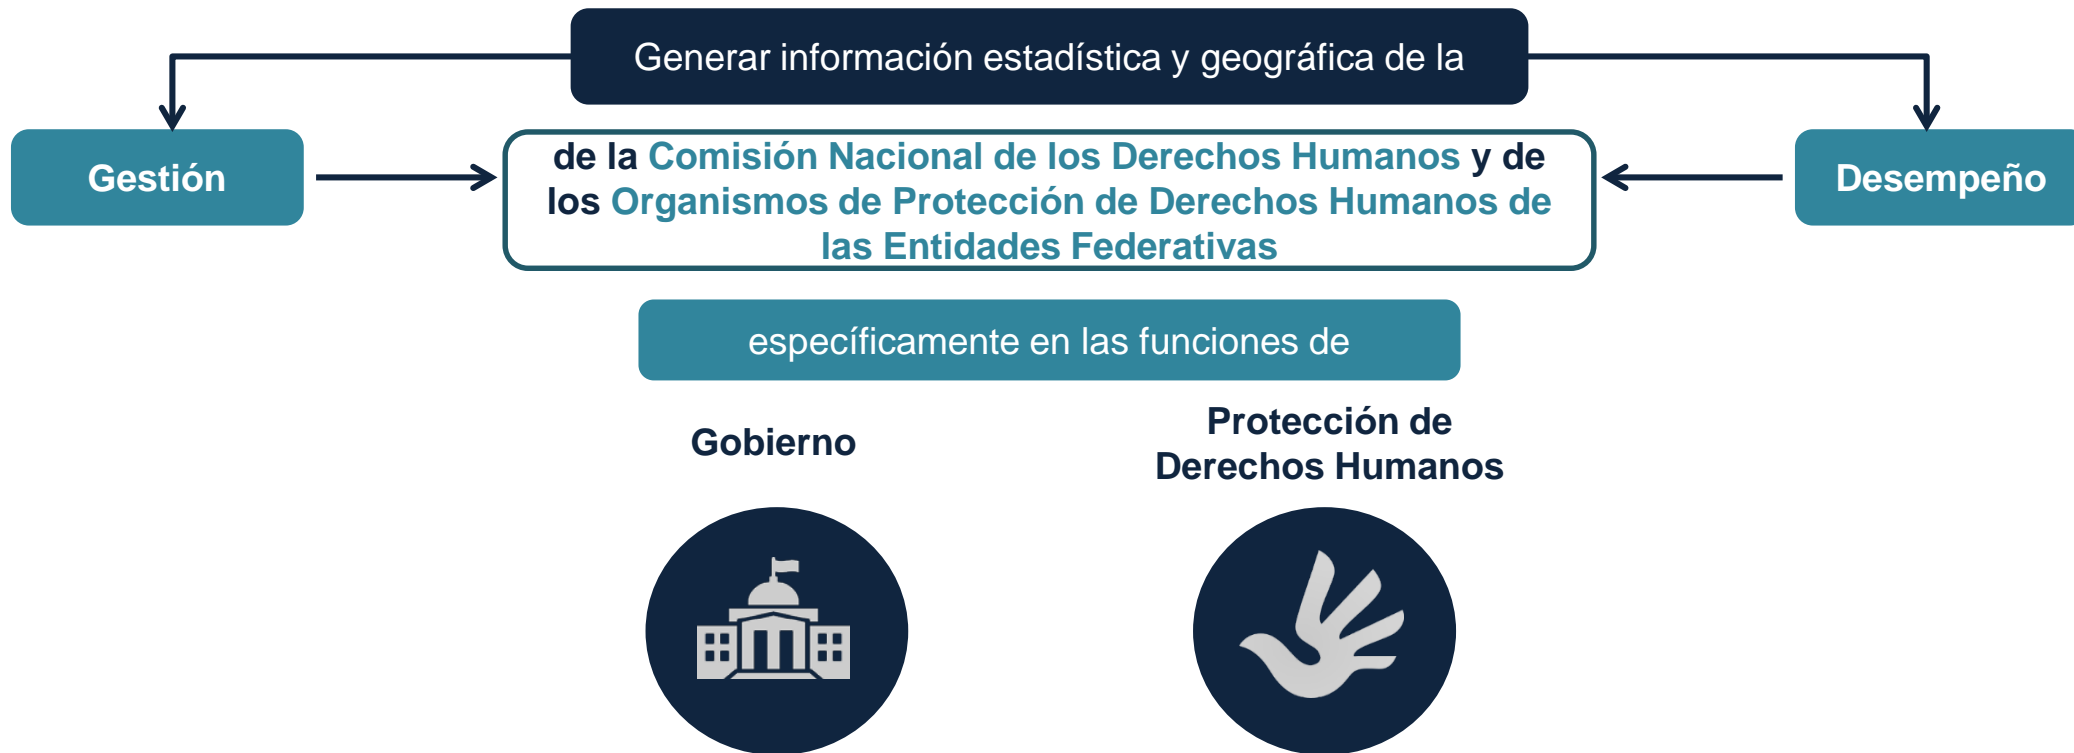 Generar información estadística y geográfica de la
Gestión
de la Comisión Nacional de los Derechos Humanos y de
los Organismos de Protección de Derechos Humanos de
las Entidades Federativas
Desempeño
específicamente en las funciones de
Gobierno
Protección de
Derechos Humanos